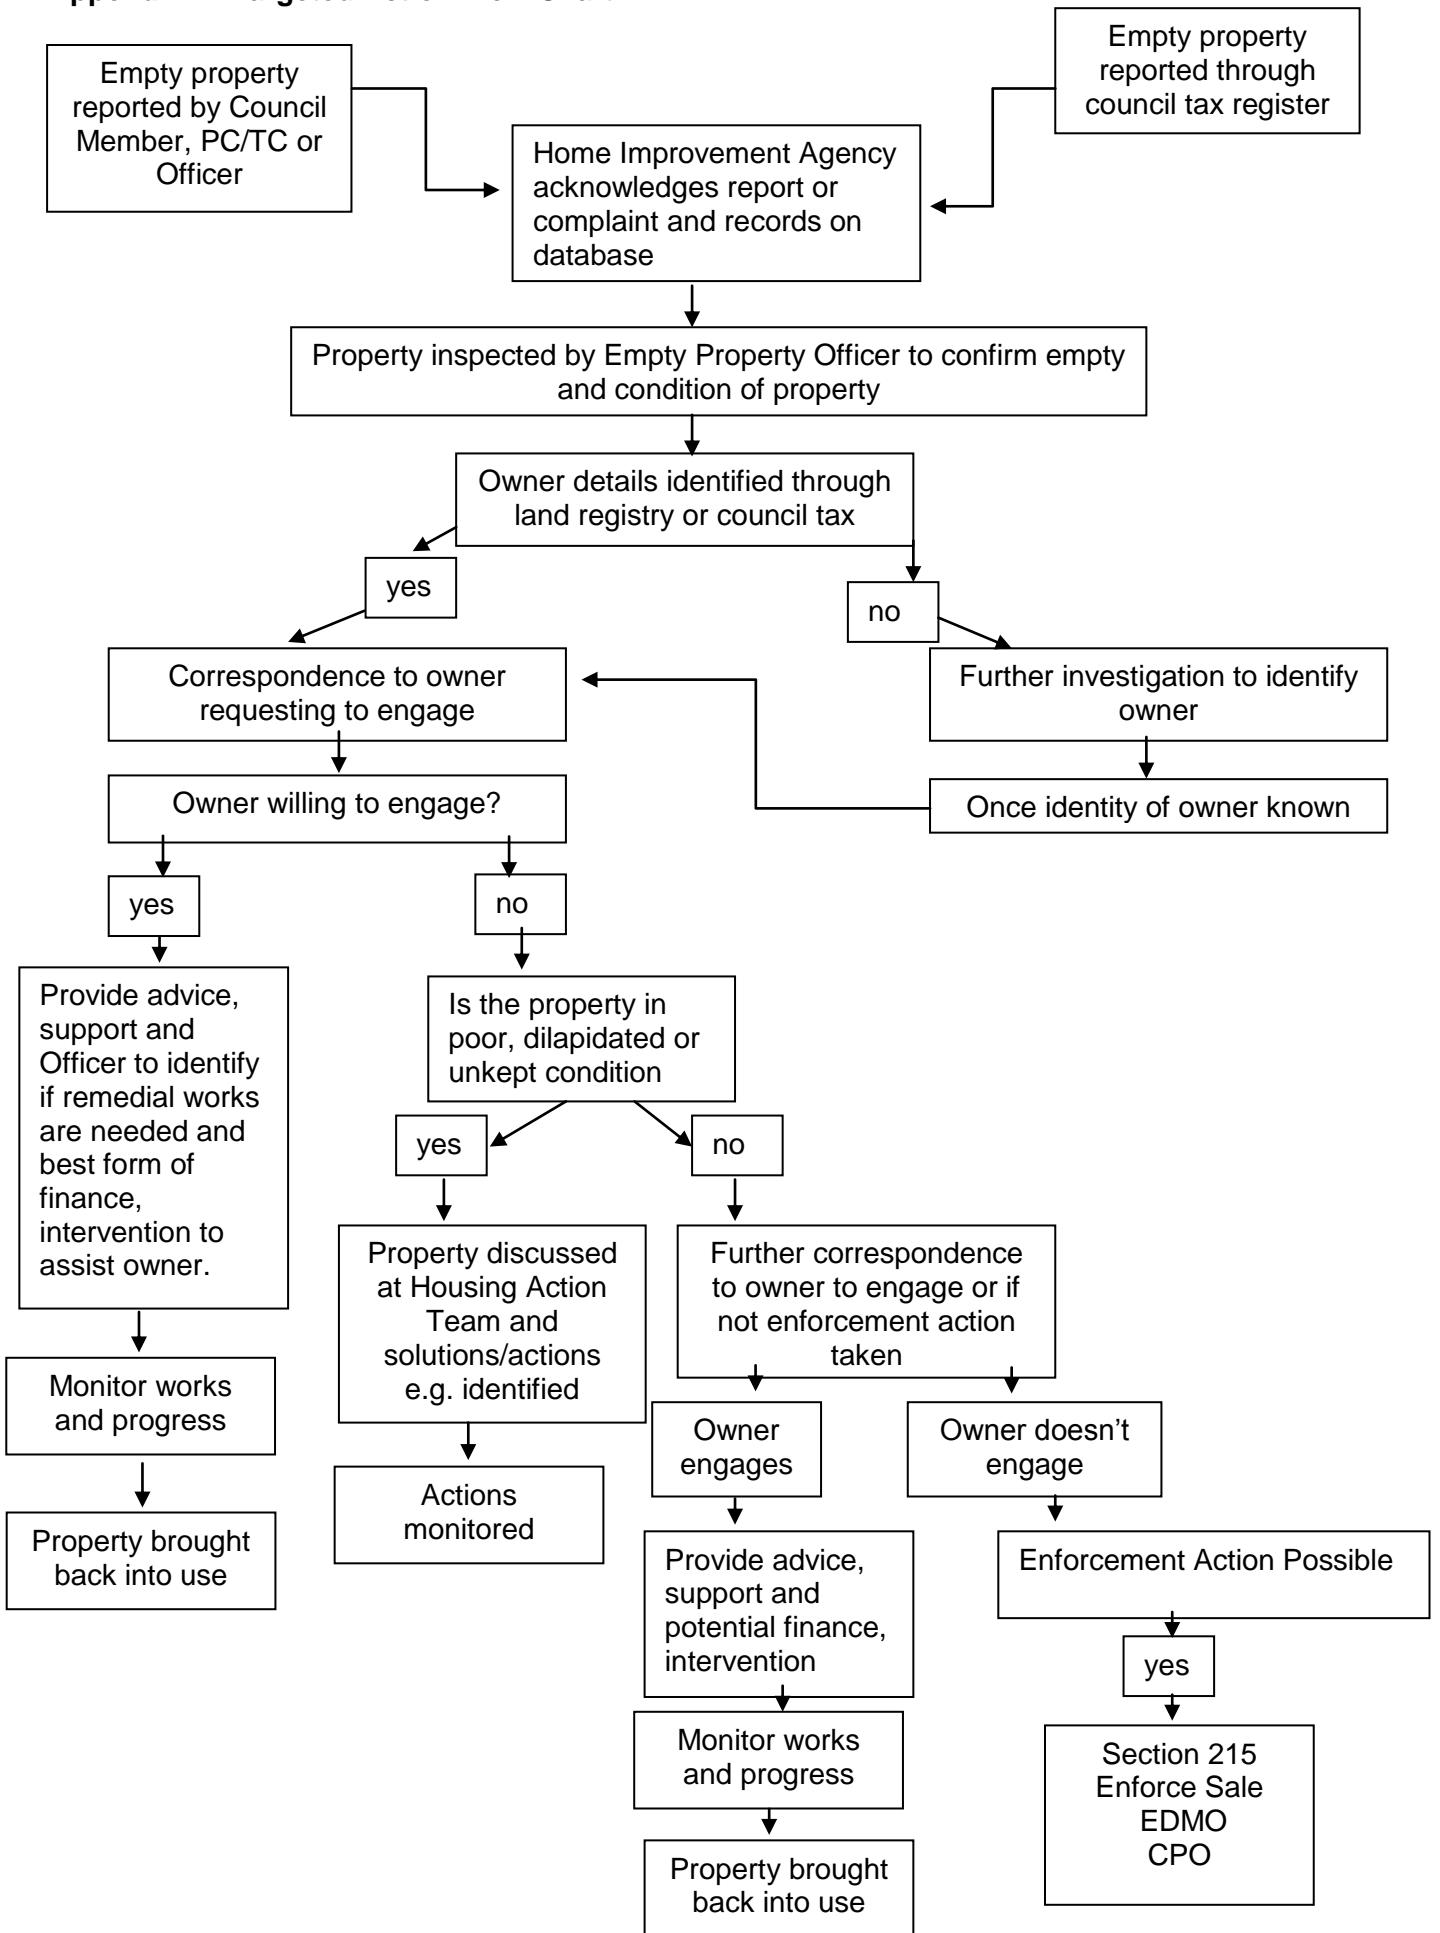 Empty property
reported by Council
Member, PC/TC or
Officer
Empty property
reported through
council tax register
Home Improvement Agency
acknowledges report or
complaint and records on
database
Property inspected by Empty Property Officer to confirm empty
and condition of property
Owner details identified through
land registry or council tax
yes
no
Correspondence to owner
requesting to engage
Further investigation to identify
owner
Owner willing to engage?
Once identity of owner known
yes
no
Provide advice,
support and
Officer to identify
if remedial works
are needed and
best form of
finance,
intervention to
assist owner.
Is the property in
poor, dilapidated or
unkept condition
yes
no
Property discussed
at Housing Action
Team and
solutions/actions
e.g. identified
Further correspondence
to owner to engage or if
not enforcement action
taken
Monitor works
and progress
Actions
monitored
Owner
engages
Owner doesn't
engage
Property brought
back into use
Provide advice,
support and
potential finance,
intervention
Enforcement Action Possible
yes
Monitor works
and progress
Section 215
Enforce Sale
EDMO
CPO
Property brought
back into use